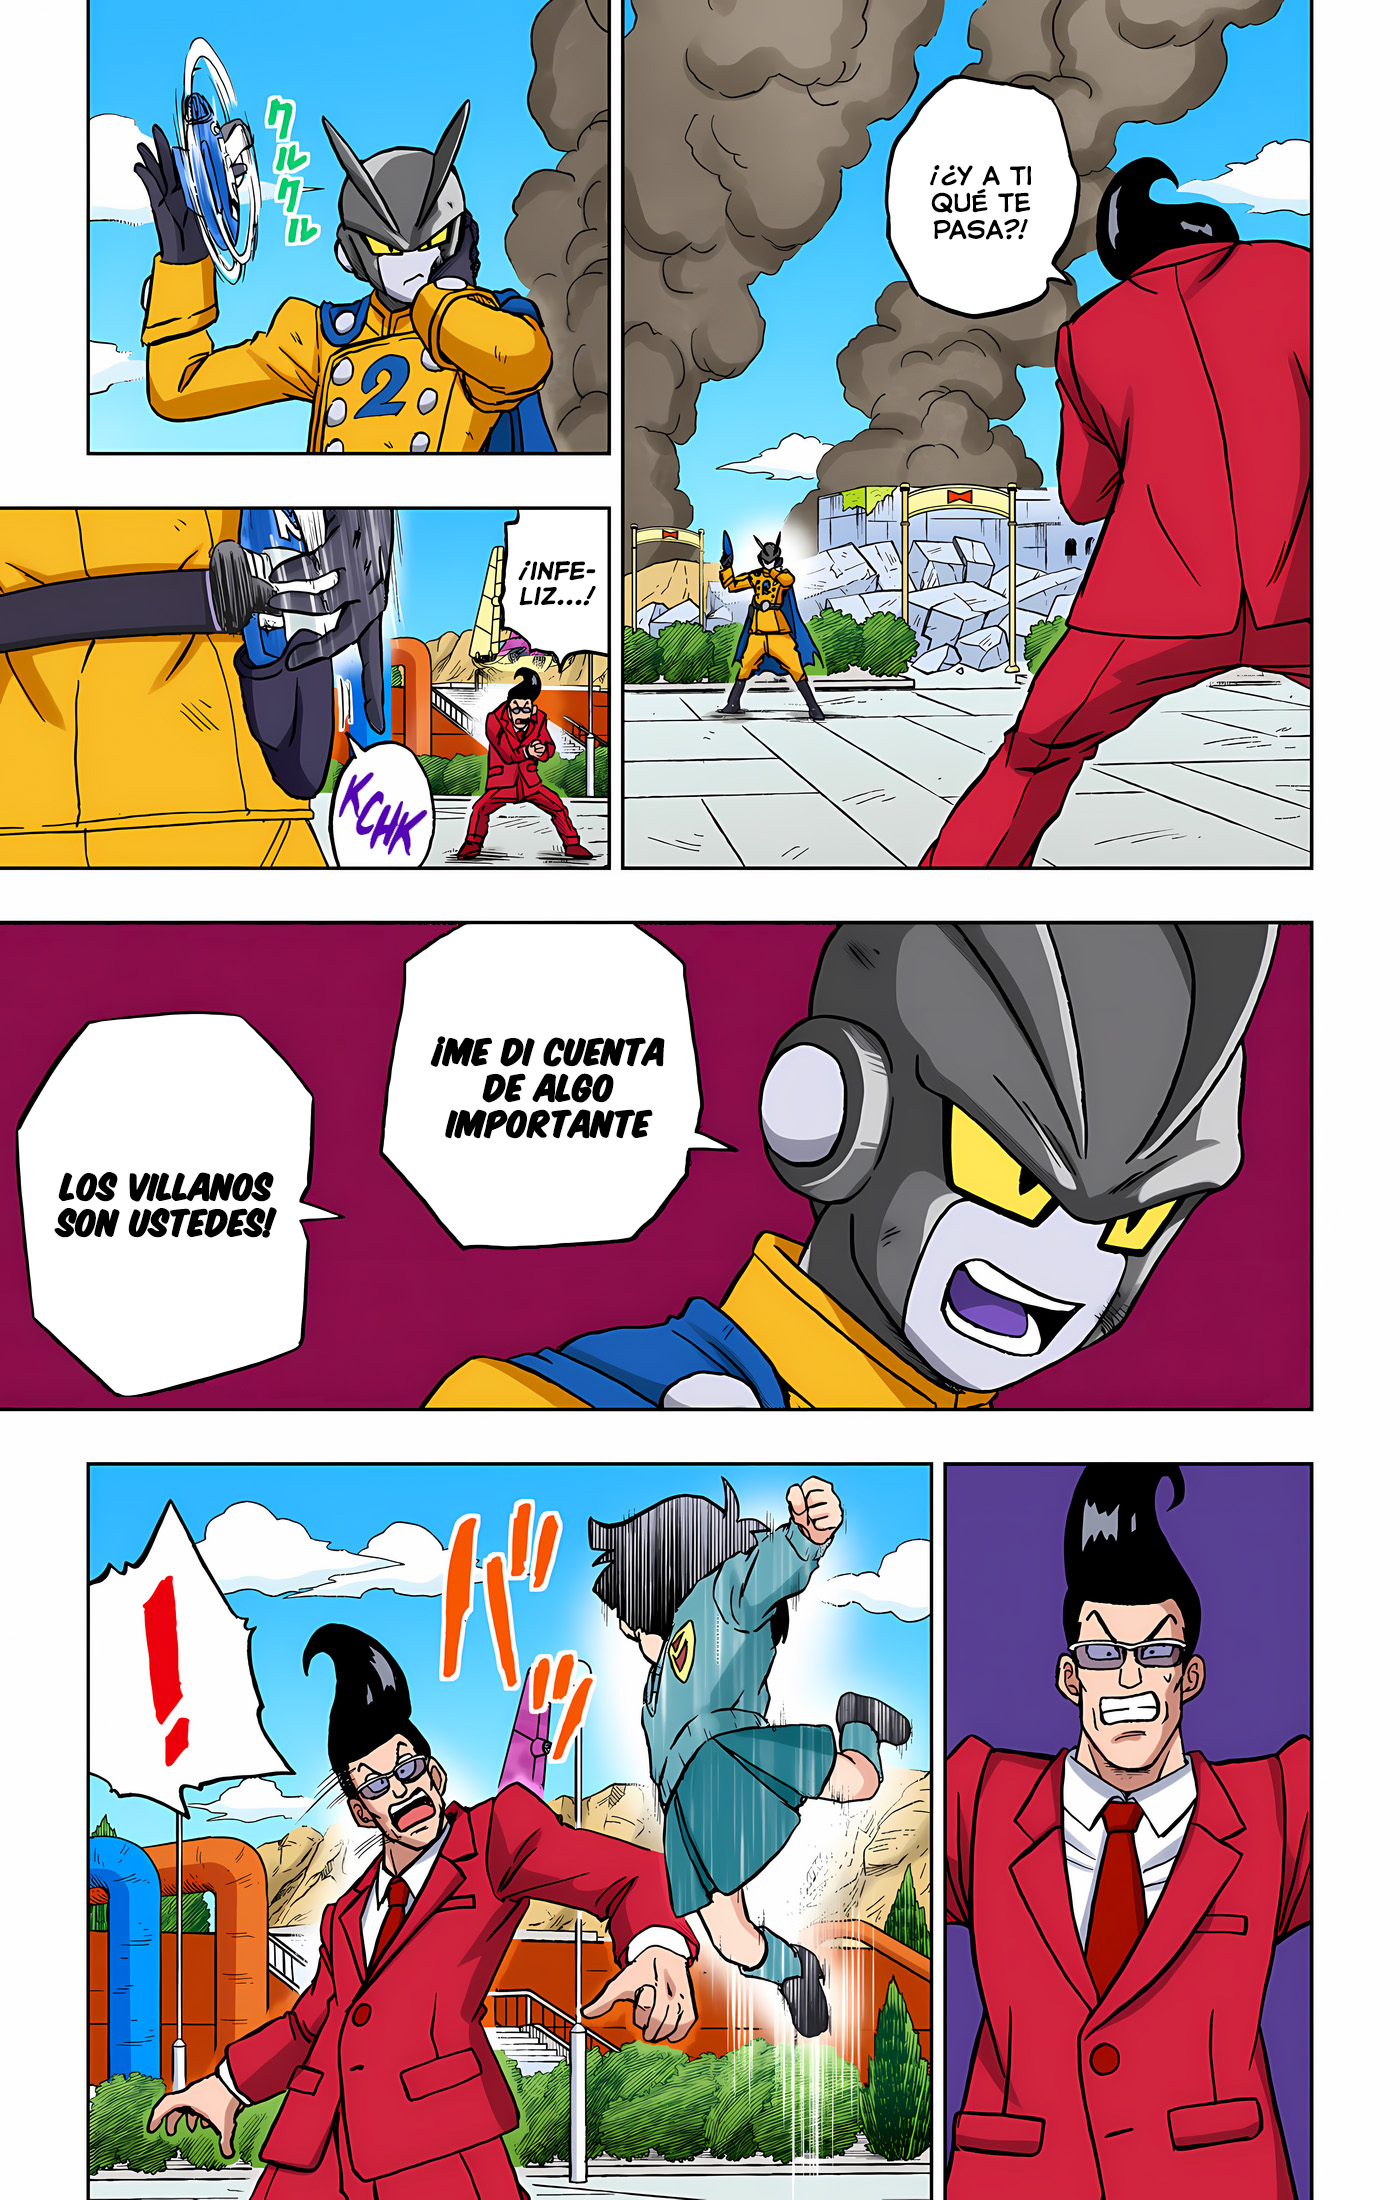 ¡¿Y A TI
QUÉ TE
PASA?!
クルクル
2
¡INFE-
LIZ...!
KCHK
¡ME DI CUENTA
DE ALGO
IMPORTANTE
LOS VILLANOS
SON USTEDES!
バッ
!